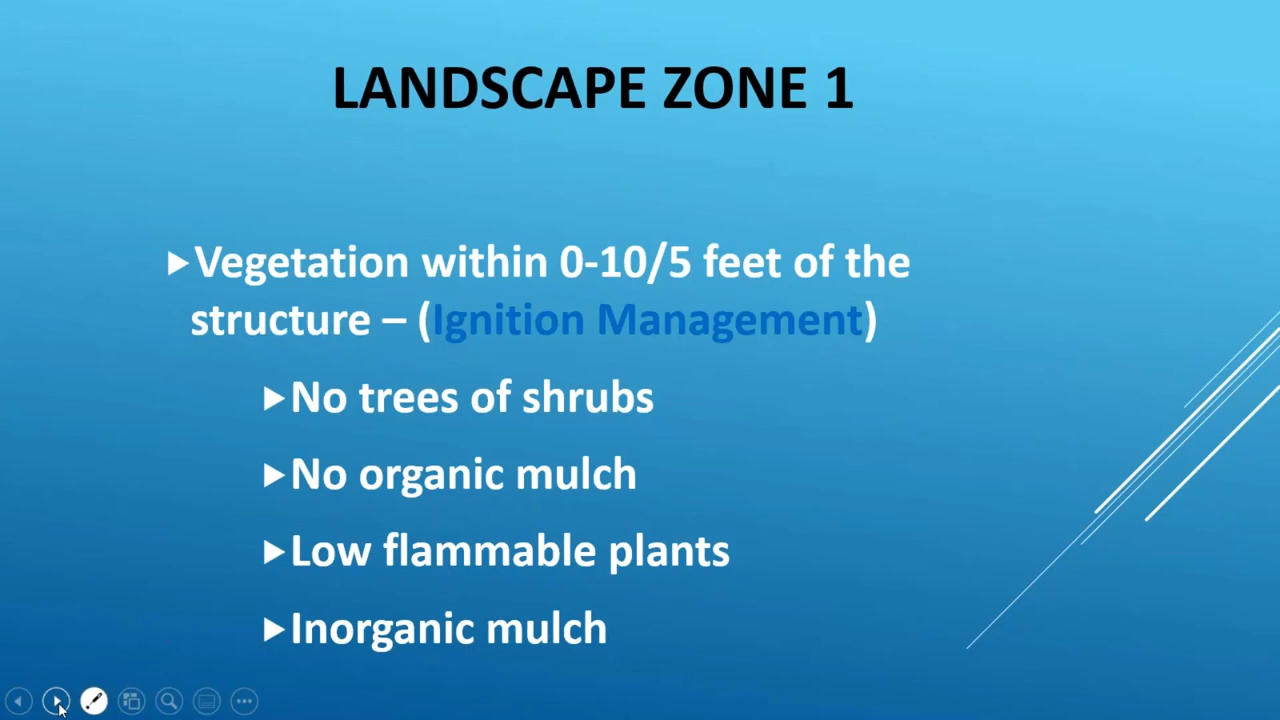 LANDSCAPE ZONE 1
Vegetation within 0-10/5 feet of the
structure – (Ignition Management)
No trees of shrubs
No organic mulch
Low flammable plants
Inorganic mulch